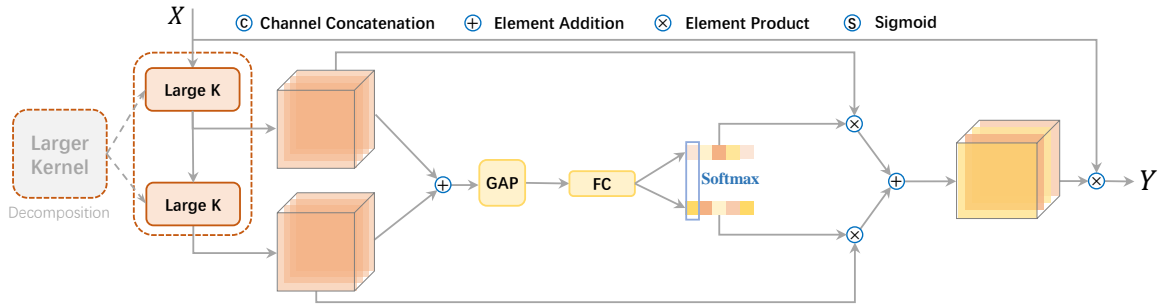 X
C Channel Concatenation
+ Element Addition
× Element Product
S Sigmoid
Large K
Larger
Kernel
Decomposition
Large K
+
GAP
FC
Softmax
×
×
+
×
Y